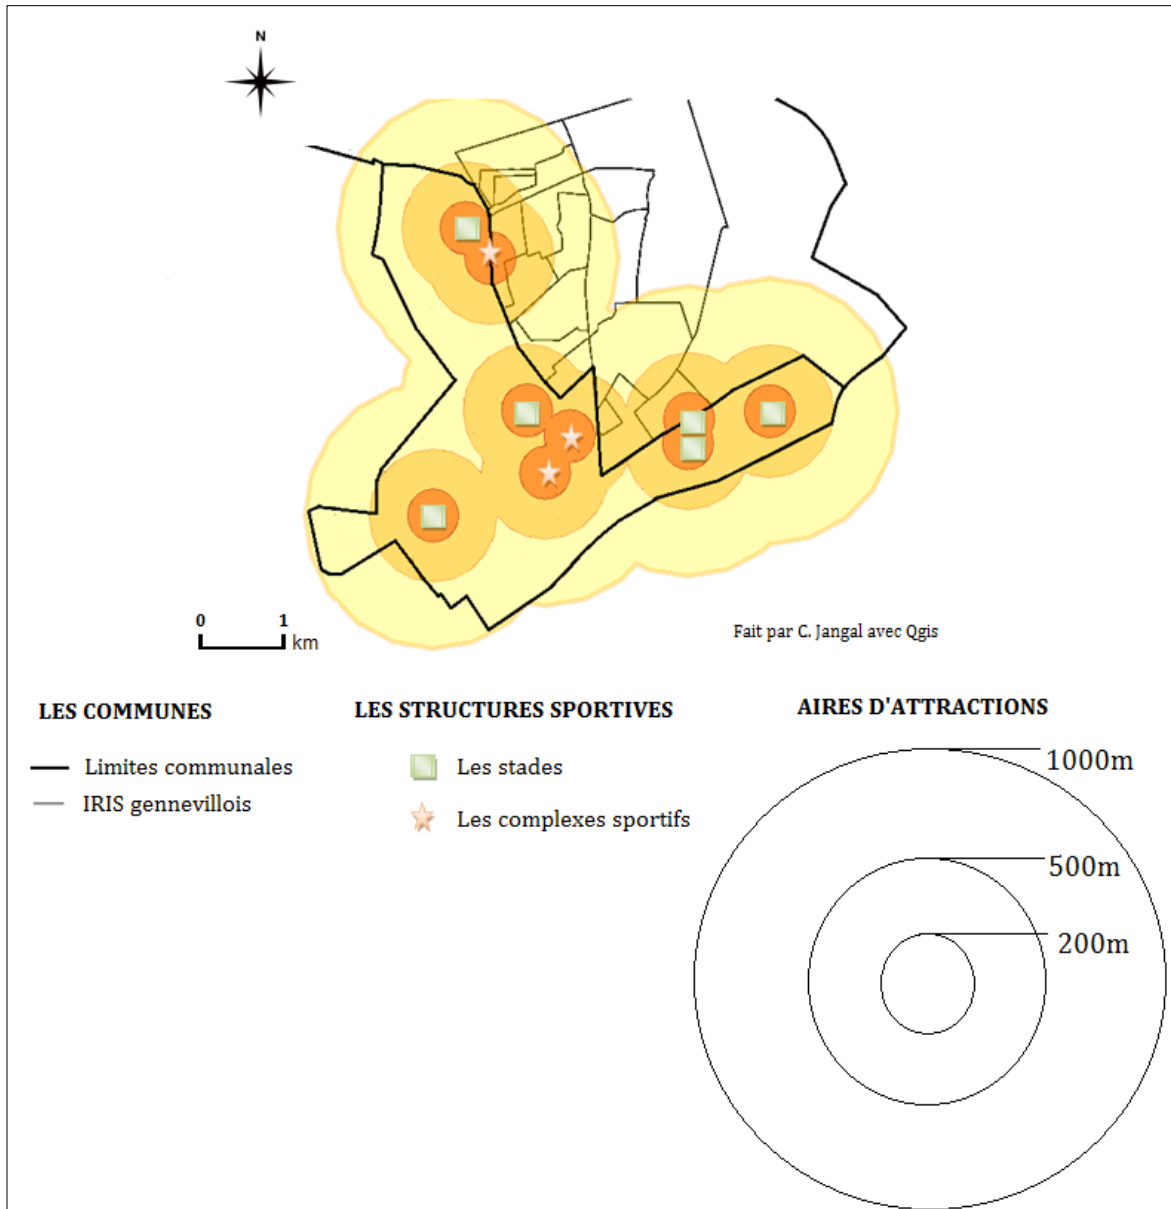 N
0 1
km
Fait par C. Jangal avec Qgis
LES COMMUNES
Limites communales
IRIS gennevillois
LES STRUCTURES SPORTIVES
Les stades
Les complexes sportifs
AIRES D'ATTRACTIONS
1000m
500m
200m